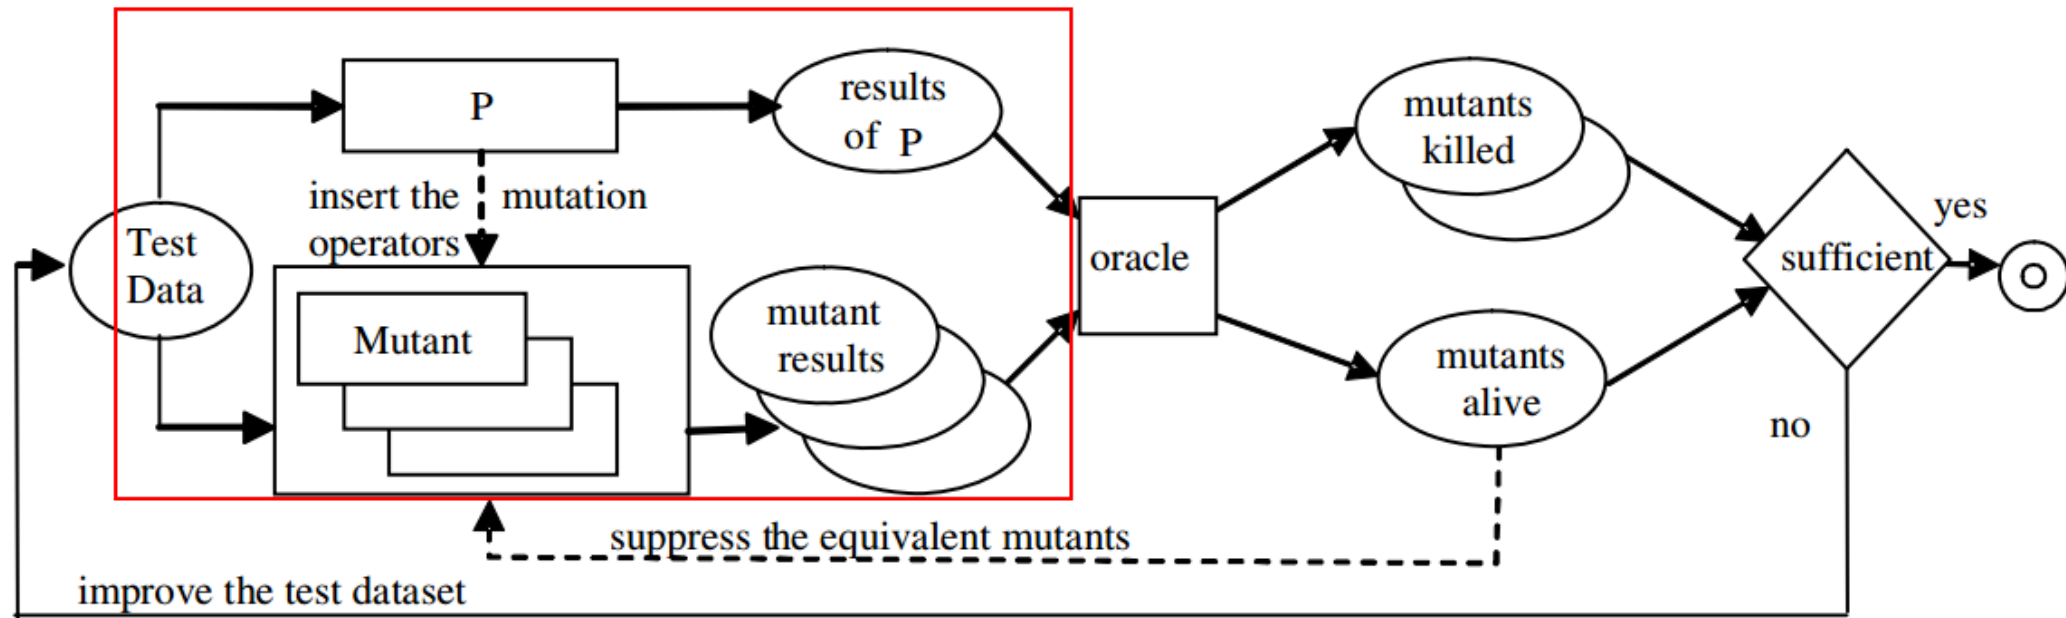 P
results
of P
insert the mutation
operators
Test
Data
Mutant
mutant
results
oracle
mutants
killed
mutants
alive
sufficient
yes
no
suppress the equivalent mutants
improve the test dataset